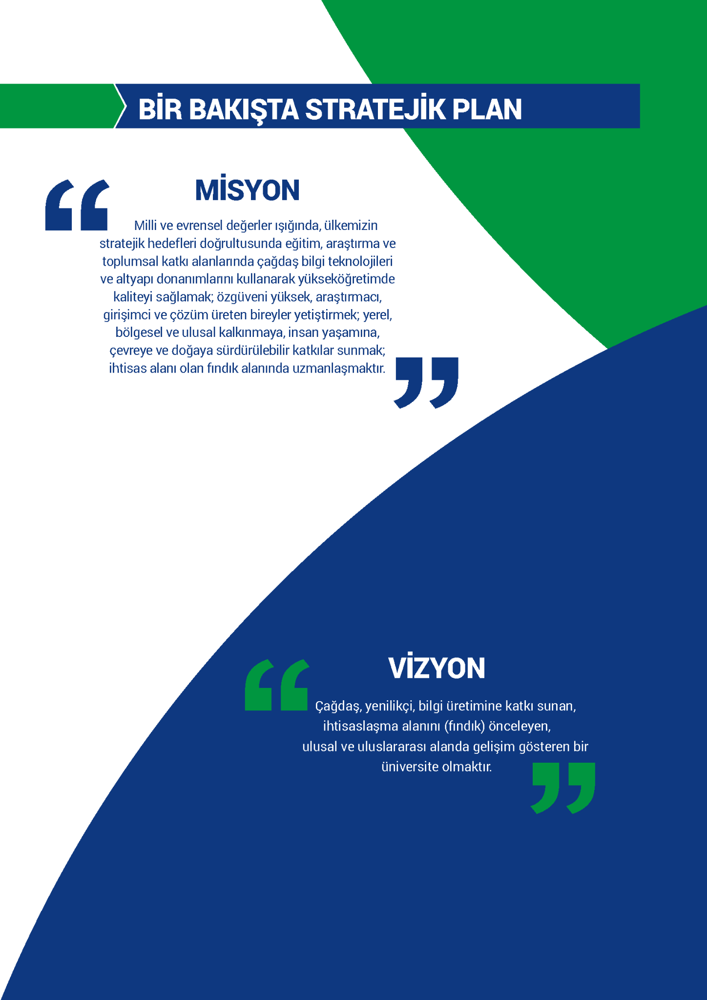 BİR BAKIŞTA STRATEJİK PLAN
MİSYON
Milli ve evrensel değerler ışığında, ülkemizin
stratejik hedefleri doğrultusunda eğitim, araştırma ve
toplumsal katkı alanlarında çağdaş bilgi teknolojileri
ve altyapı donanımlarını kullanarak yükseköğretimde
kaliteyi sağlamak; özgüveni yüksek, araştırmacı,
girişimci ve çözüm üreten bireyler yetiştirmek; yerel,
bölgesel ve ulusal kalkınmaya, insan yaşamına,
çevreye ve doğaya sürdürülebilir katkılar sunmak;
ihtisas alanı olan fındık alanında uzmanlaşmaktır.
VİZYON
Çağdaş, yenilikçi, bilgi üretimine katkı sunan,
ihtisaslaşma alanını (fındık) önceleyen,
ulusal ve uluslararası alanda gelişim gösteren bir
üniversite olmaktır.